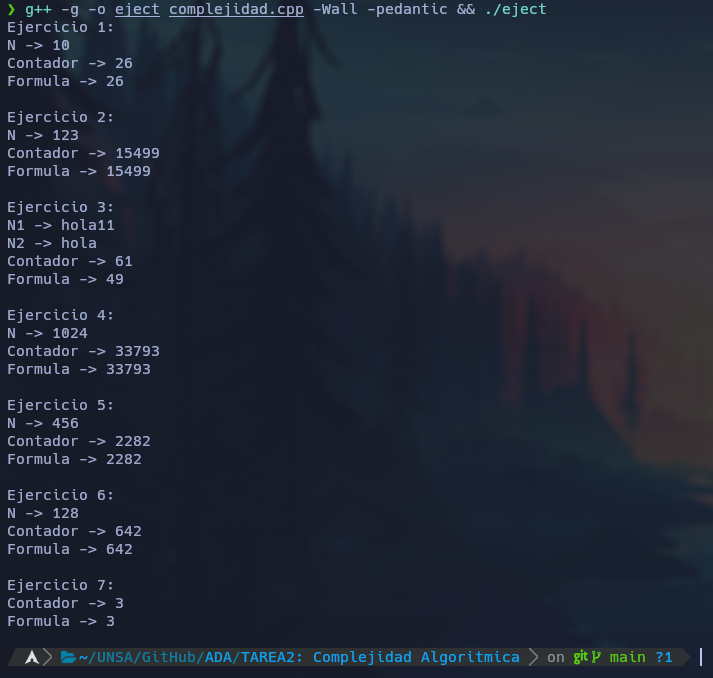 ❯ g++ -g -o eject complejidad.cpp -Wall -pedantic && ./eject
Ejercicio 1:
N -> 10
Contador -> 26
Formula -> 26
Ejercicio 2:
N -> 123
Contador -> 15499
Formula -> 15499
Ejercicio 3:
N1 -> hola11
N2 -> hola
Contador -> 61
Formula -> 49
Ejercicio 4:
N -> 1024
Contador -> 33793
Formula -> 33793
Ejercicio 5:
N -> 456
Contador -> 2282
Formula -> 2282
Ejercicio 6:
N -> 128
Contador -> 642
Formula -> 642
Ejercicio 7:
Contador -> 3
Formula -> 3
~/UNSA/GitHub/ADA/TAREA2: Complejidad Algoritmica on git main ?1